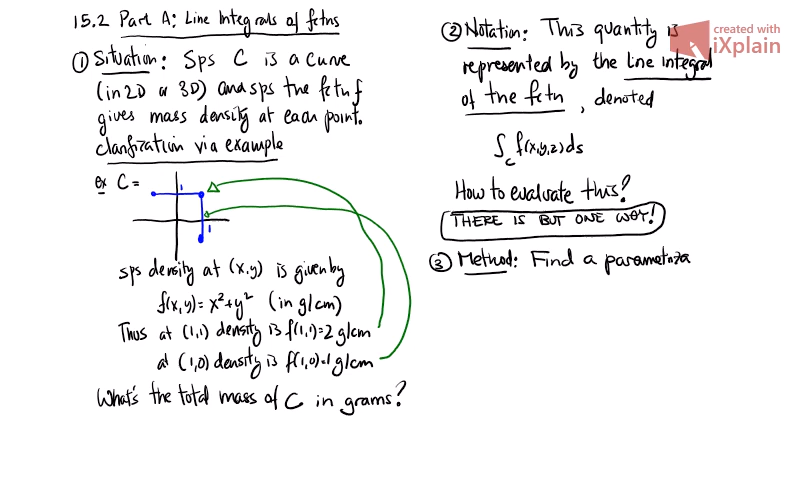 15.2 Part A: Line Integrals of fctns
① Situation: Sps C is a curve
(in 2D or 3D) and sps the fctn f
gives mass density at each point.
clarification via example
ex C =
1
1
sps density at (x,y) is given by
f(x,y)= x²+y² (in g/cm)
Thus at (1,1) density is f(1,1)=2 g/cm
at (1,0) density is f(1,0)=1 g/cm
What's the total mass of C in grams?
② Notation: This quantity is
represented by the line integral
of the fctn, denoted
∫_C f(x,y,z) ds
How to evaluate this?
THERE IS BUT ONE WAY!
③ Method: Find a parametriza
created with
iXplain